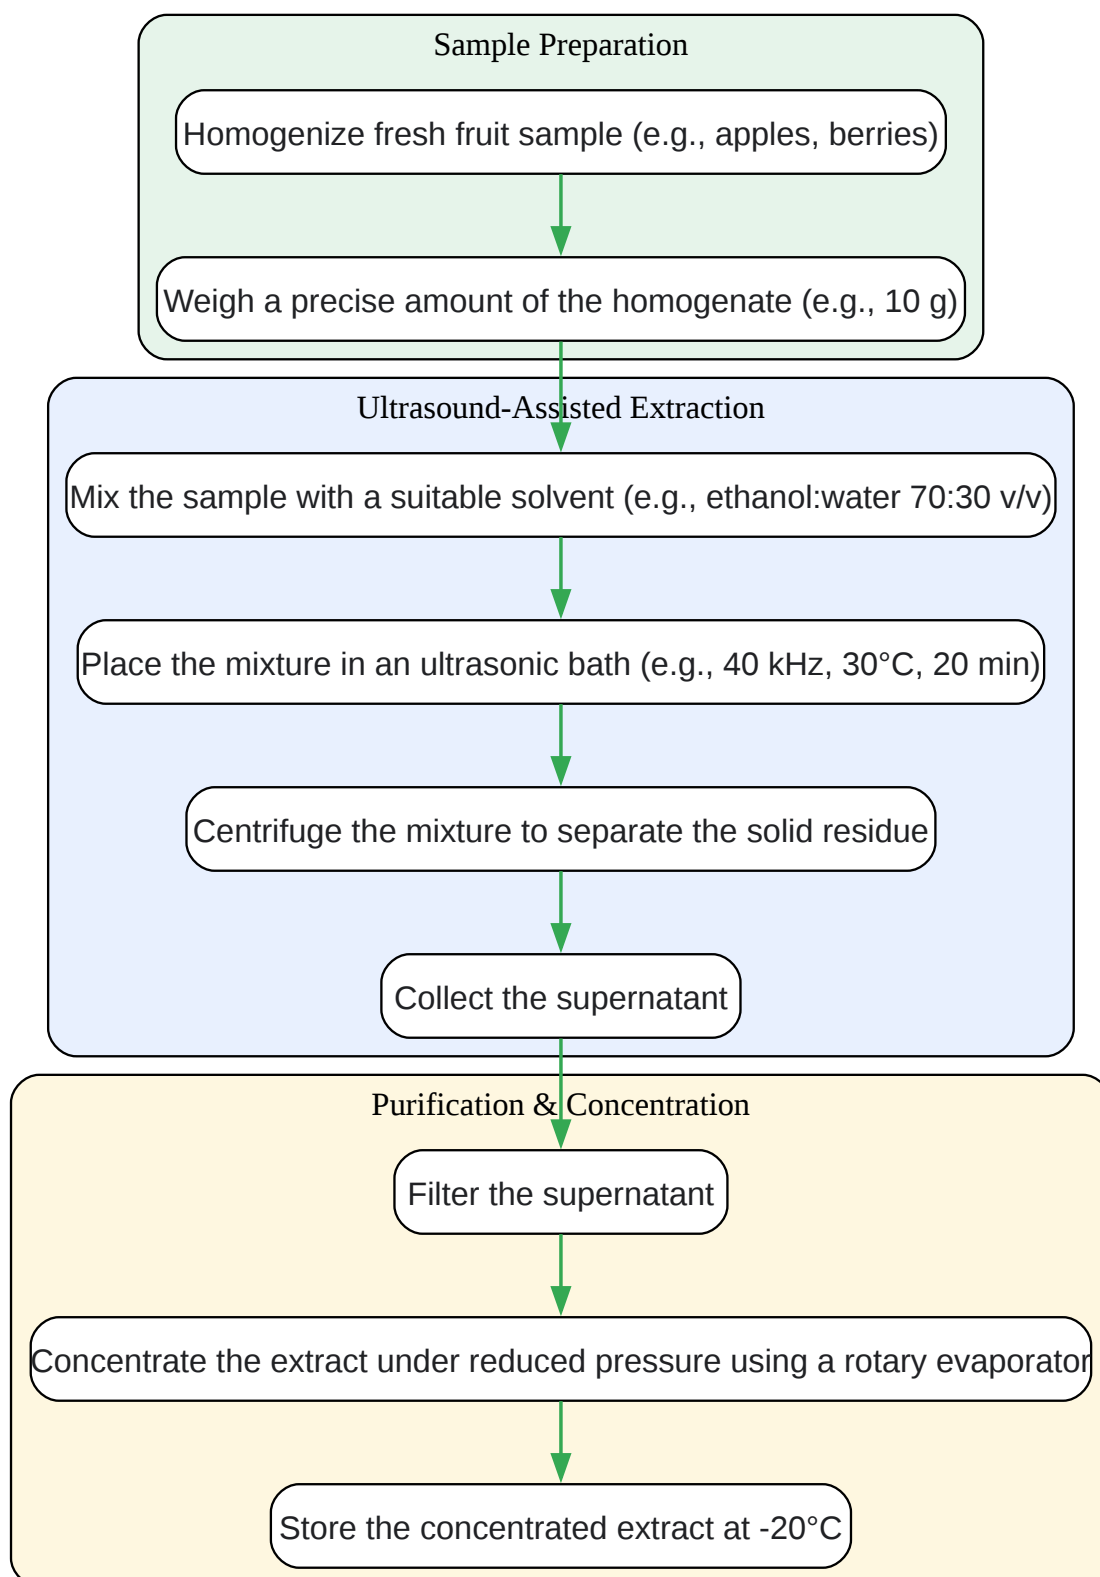 Sample Preparation
Homogenize fresh fruit sample (e.g., apples, berries)
Weigh a precise amount of the homogenate (e.g., 10 g)
Ultrasound-Assisted Extraction
Mix the sample with a suitable solvent (e.g., ethanol:water 70:30 v/v)
Place the mixture in an ultrasonic bath (e.g., 40 kHz, 30°C, 20 min)
Centrifuge the mixture to separate the solid residue
Collect the supernatant
Purification & Concentration
Filter the supernatant
Concentrate the extract under reduced pressure using a rotary evaporator
Store the concentrated extract at -20°C